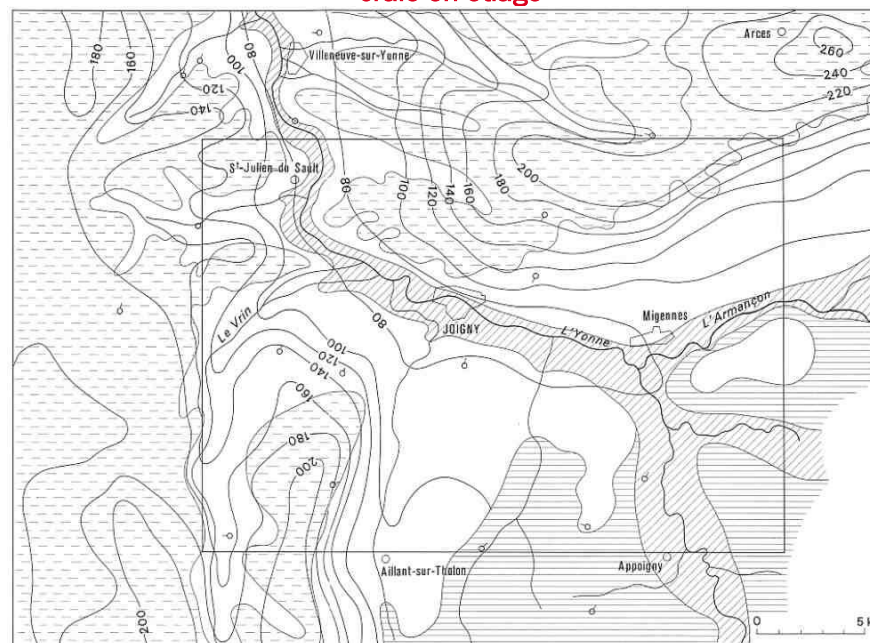 Arces
260
240
220
180
160
80
100
120
140
Villeneuve-sur-Yonne
Sᵗ-Julien du Sault
80
100
120
140
160
180
200
Le Vrin
JOIGNY
80
L'Yonne
Migennes
L'Armançon
100
120
140
160
180
200
200
Aillant-sur-Tholon
Appoigny
0
5